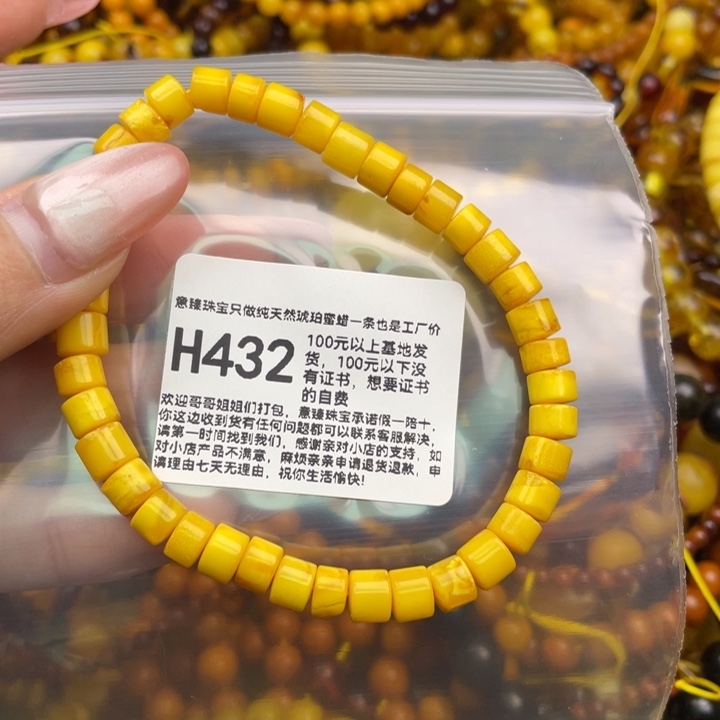 意臻珠宝只做纯天然琥珀蜜蜡一条也是工厂价
H432
100元以上基地发
货，100元以下没
有证书，想要证书
的自费
欢迎哥哥姐姐们打包，意臻珠宝承诺假一陪十，
你这边收到货有任何问题都可以联系客服解决，
请第一时间找到我们，感谢亲对小店的支持，如
对小店产品不满意，麻烦亲亲申请退货退款，申
请理由七天无理由，祝你生活愉快！